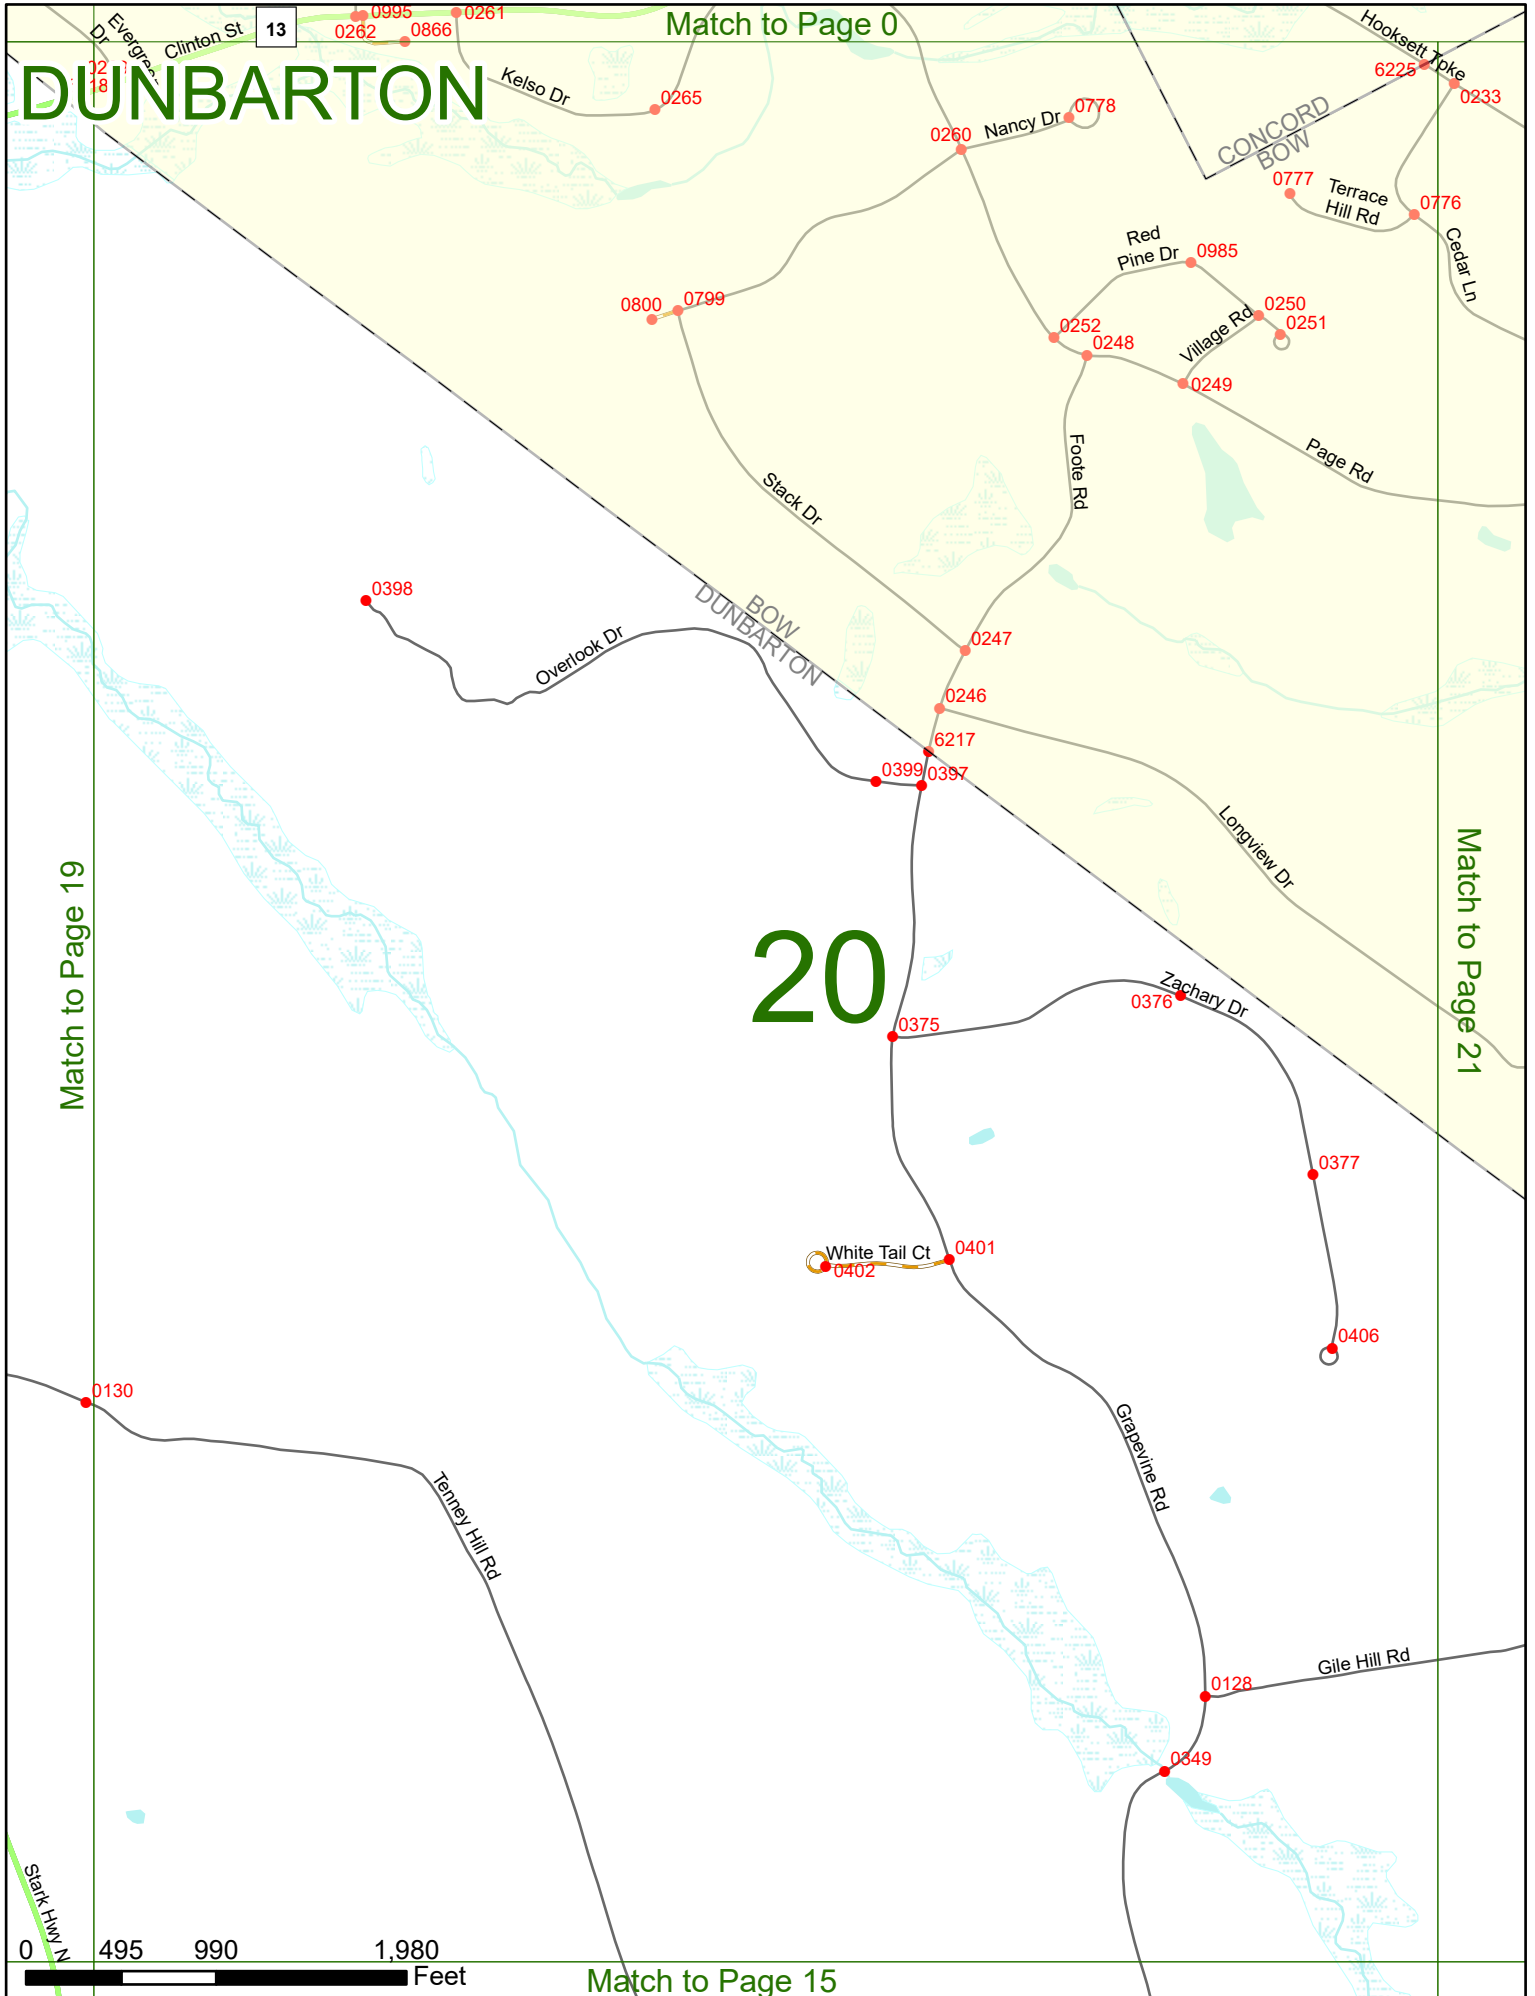 Match to Page 0
DUNBARTON
Evergree
Dr
Clinton St
13
0995
0262
0866
0261
Kelso Dr
0265
02
18
Hooksett Tpke
6225
0233
CONCORD
BOW
0778
Nancy Dr
0260
0777
Terrace
Hill Rd
0776
Cedar Ln
Red
Pine Dr
0985
0800
0799
0250
0251
Village Rd
0252
0248
0249
Page Rd
Foote Rd
Stack Dr
0398
BOW
DUNBARTON
Overlook Dr
0247
0246
6217
0399
0397
Longview Dr
Match to Page 19
20
Match to Page 21
Zachary Dr
0376
0375
0377
White Tail Ct
0401
0402
0406
0130
Grapevine Rd
Tenney Hill Rd
Gile Hill Rd
0128
0349
Stark Hwy N
0 495 990 1,980
Feet
Match to Page 15